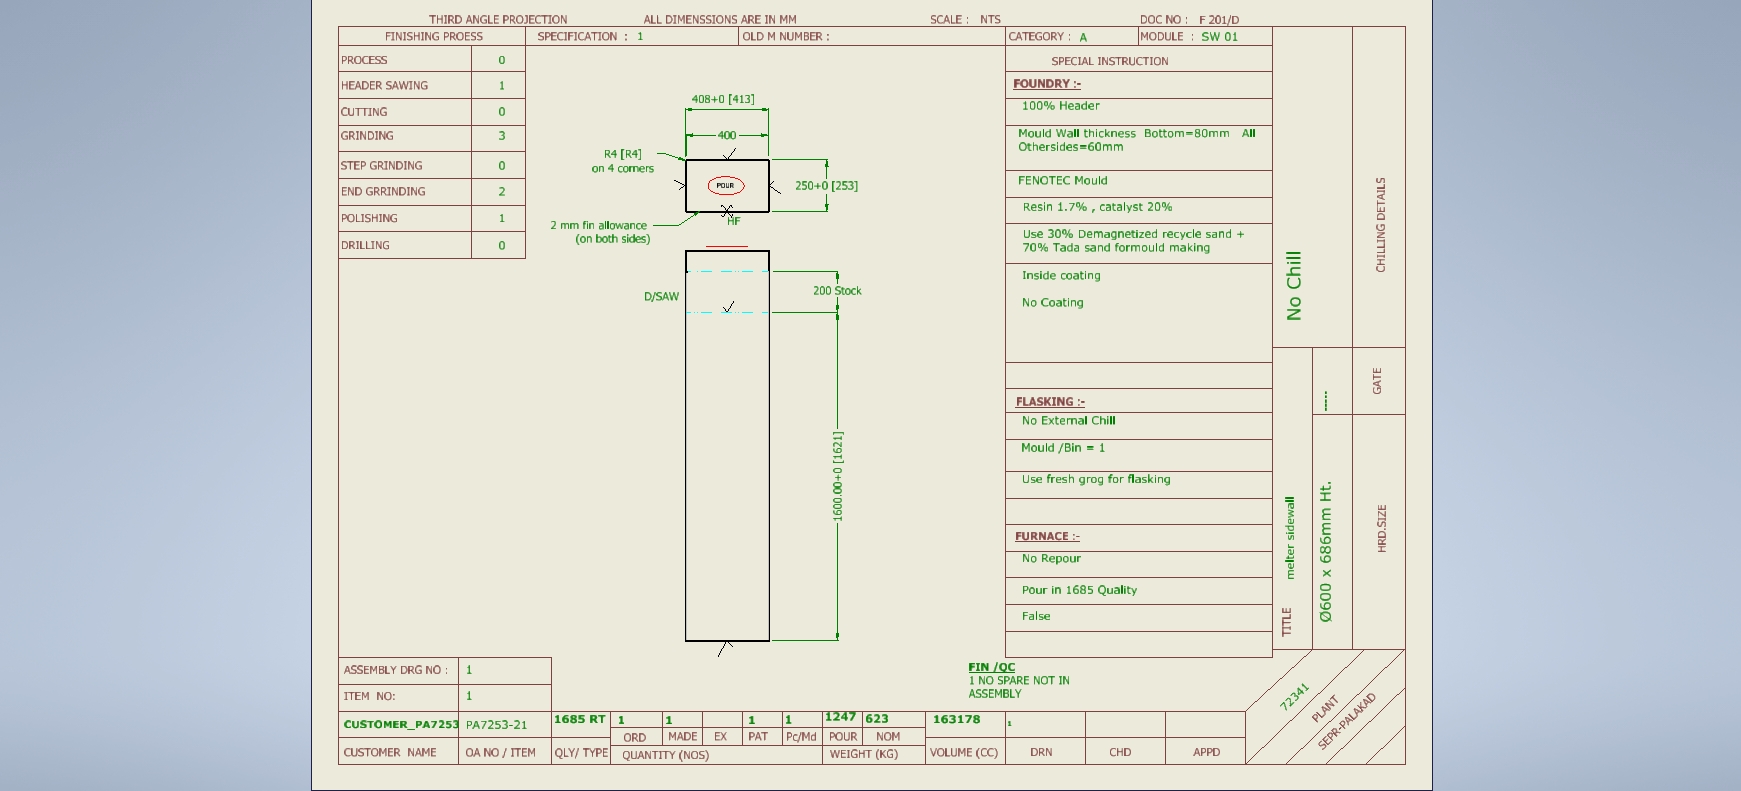 THIRD ANGLE PROJECTION ALL DIMENSSIONS ARE IN MM SCALE : NTS DOC NO : F 201/D
FINISHING PROESS SPECIFICATION : 1 OLD M NUMBER : CATEGORY : A MODULE : SW 01
PROCESS 0
HEADER SAWING 1
CUTTING 0
GRINDING 3
STEP GRINDING 0
END GRRINDING 2
POLISHING 1
DRILLING 0
408+0 [413]
400
R4 [R4]
on 4 corners
POUR
250+0 [253]
HF
2 mm fin allowance
(on both sides)
D/SAW
200 Stock
1600.00+0 [1621]
SPECIAL INSTRUCTION
FOUNDRY :-
100% Header
Mould Wall thickness Bottom=80mm All
Othersides=60mm
FENOTEC Mould
Resin 1.7% , catalyst 20%
Use 30% Demagnetized recycle sand +
70% Tada sand formould making
Inside coating
No Coating
FLASKING :-
No External Chill
Mould /Bin = 1
Use fresh grog for flasking
FURNACE :-
No Repour
Pour in 1685 Quality
False
No Chill
CHILLING DETAILS
-----
GATE
TITLE melter sidewall
Ø600 x 686mm Ht.
HRD.SIZE
FIN /QC
1 NO SPARE NOT IN
ASSEMBLY
72341
PLANT
SEPR-PALAKAD
ASSEMBLY DRG NO : 1
ITEM NO: 1
CUSTOMER_PA7253 PA7253-21 1685 RT 1 1 1 1 1247 623 163178 1
ORD MADE EX PAT Pc/Md POUR NOM
CUSTOMER NAME OA NO / ITEM QLY/ TYPE QUANTITY (NOS) WEIGHT (KG) VOLUME (CC) DRN CHD APPD